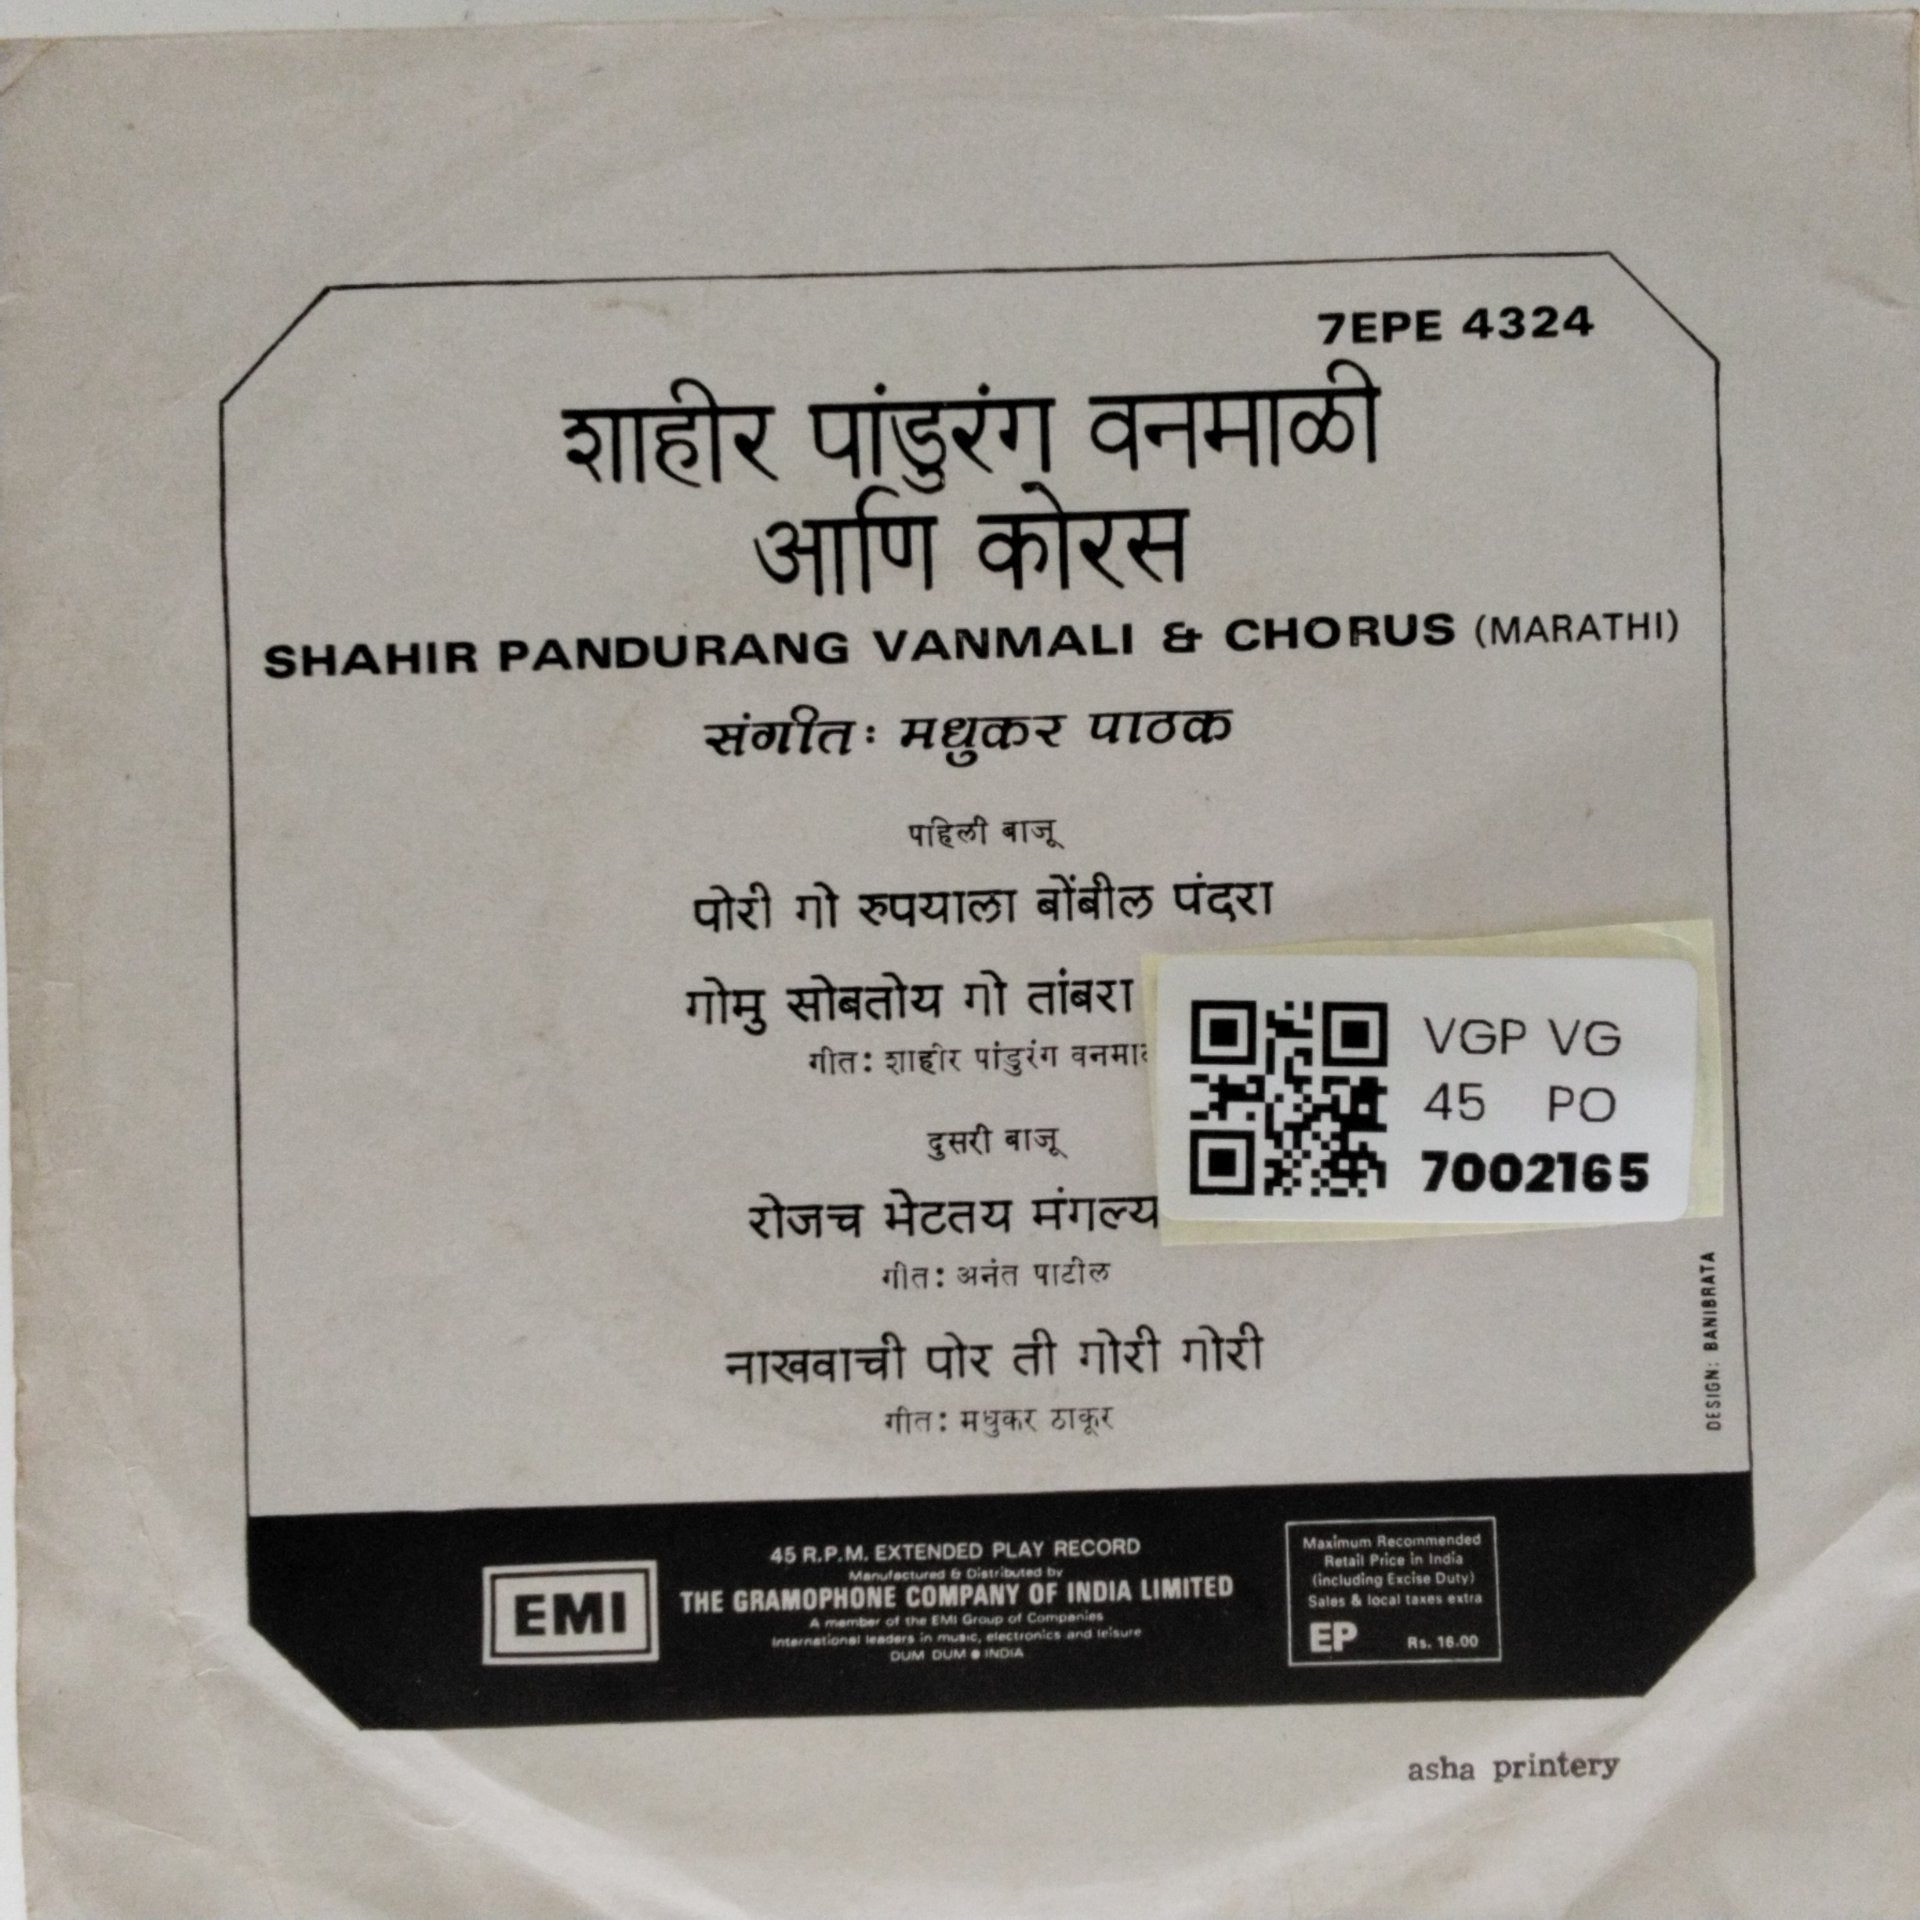 7EPE 4324
शाहीर पांडुरंग वनमाळी
आणि कोरस
SHAHIR PANDURANG VANMALI & CHORUS (MARATHI)
संगीत: मधुकर पाठक
पहिली बाजू
पोरी गो रुपयाला बोंबील पंदरा
गोमु सोबतोय गो तांबरा
गीत: शाहीर पांडुरंग
दुसरी बाजू
रोजच भेटतय मंगल्य
गीत: अनंत पाटील
नाखवाची पोर ती गोरी गोरी
गीत: मधुकर ठाकूर
VGP VG
45 PO
7002165
DESIGN: BANIBRATA
EMI
45 R.P.M. EXTENDED PLAY RECORD
Manufactured & Distributed by
THE GRAMOPHONE COMPANY OF INDIA LIMITED
A member of the EMI Group of Companies
International leaders in music, electronics and leisure
DUM DUM ● INDIA
Maximum Recommended
Retail Price in India
(including Excise Duty)
Sales & local taxes extra
EP Rs. 16.00
asha printery